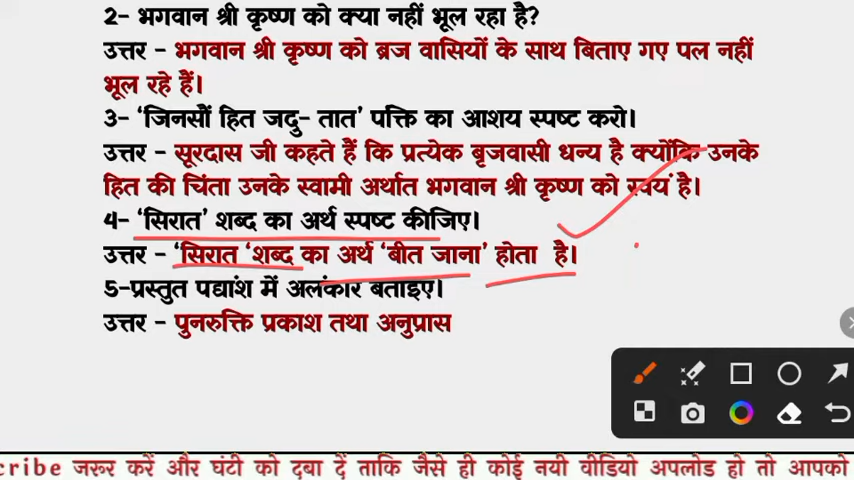 2- भगवान श्री कृष्ण को क्या नहीं भूल रहा है?
उत्तर - भगवान श्री कृष्ण को ब्रज वासियों के साथ बिताए गए पल नहीं
भूल रहे हैं।
3- ‘जिनसौं हित जदु- तात’ पक्ति का आशय स्पष्ट करो।
उत्तर - सूरदास जी कहते हैं कि प्रत्येक बृजवासी धन्य है क्योंकि उनके
हित की चिंता उनके स्वामी अर्थात भगवान श्री कृष्ण को स्वयं है।
4- ‘सिरात’ शब्द का अर्थ स्पष्ट कीजिए।
उत्तर - ‘सिरात ‘शब्द का अर्थ ‘बीत जाना’ होता है।
5-प्रस्तुत पद्यांश में अलंकार बताइए।
उत्तर - पुनरुक्ति प्रकाश तथा अनुप्रास
cribe जरूर करें और घंटी को दबा दें ताकि जैसे ही कोई नयी वीडियो अपलोड हो तो आपको